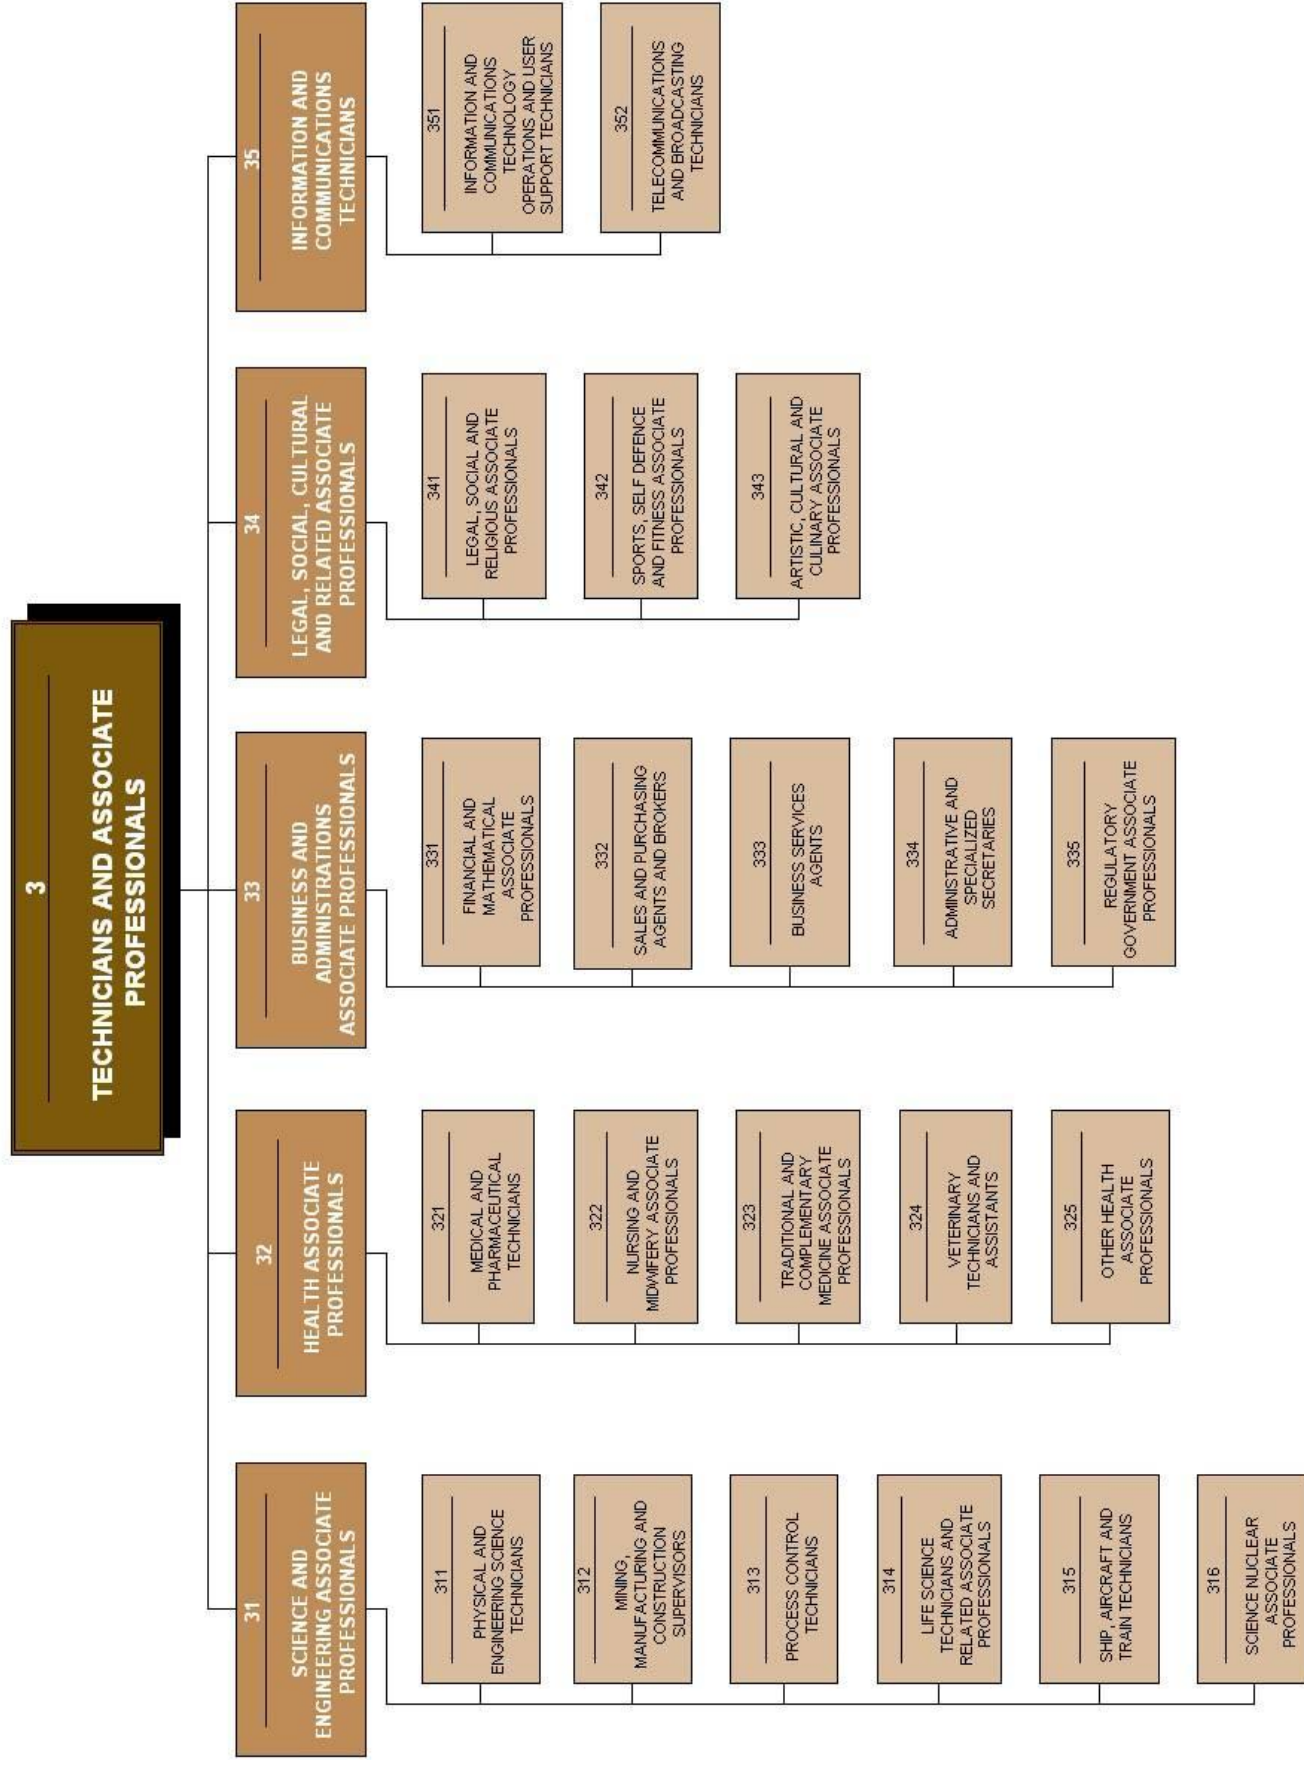 3
TECHNICIANS AND ASSOCIATE
PROFESSIONALS
31
SCIENCE AND
ENGINEERING ASSOCIATE
PROFESSIONALS
311
PHYSICAL AND
ENGINEERING SCIENCE
TECHNICIANS
312
MINING,
MANUFACTURING AND
CONSTRUCTION
SUPERVISORS
313
PROCESS CONTROL
TECHNICIANS
314
LIFE SCIENCE
TECHNICIANS AND
RELATED ASSOCIATE
PROFESSIONALS
315
SHIP, AIRCRAFT AND
TRAIN TECHNICIANS
316
SCIENCE NUCLEAR
ASSOCIATE
PROFESSIONALS
32
HEALTH ASSOCIATE
PROFESSIONALS
321
MEDICAL AND
PHARMACEUTICAL
TECHNICIANS
322
NURSING AND
MIDWIFERY ASSOCIATE
PROFESSIONALS
323
TRADITIONAL AND
COMPLEMENTARY
MEDICINE ASSOCIATE
PROFESSIONALS
324
VETERINARY
TECHNICIANS AND
ASSISTANTS
325
OTHER HEALTH
ASSOCIATE
PROFESSIONALS
33
BUSINESS AND
ADMINISTRATIONS
ASSOCIATE PROFESSIONALS
331
FINANCIAL AND
MATHEMATICAL
ASSOCIATE
PROFESSIONALS
332
SALES AND PURCHASING
AGENTS AND BROKERS
333
BUSINESS SERVICES
AGENTS
334
ADMINISTRATIVE AND
SPECIALIZED
SECRETARIES
335
REGULATORY
GOVERNMENT ASSOCIATE
PROFESSIONALS
34
LEGAL, SOCIAL, CULTURAL
AND RELATED ASSOCIATE
PROFESSIONALS
341
LEGAL, SOCIAL AND
RELIGIOUS ASSOCIATE
PROFESSIONALS
342
SPORTS, SELF DEFENCE
AND FITNESS ASSOCIATE
PROFESSIONALS
343
ARTISTIC, CULTURAL AND
CULINARY ASSOCIATE
PROFESSIONALS
35
INFORMATION AND
COMMUNICATIONS
TECHNICIANS
351
INFORMATION AND
COMMUNICATIONS
TECHNOLOGY
OPERATIONS AND USER
SUPPORT TECHNICIANS
352
TELECOMMUNICATIONS
AND BROADCASTING
TECHNICIANS